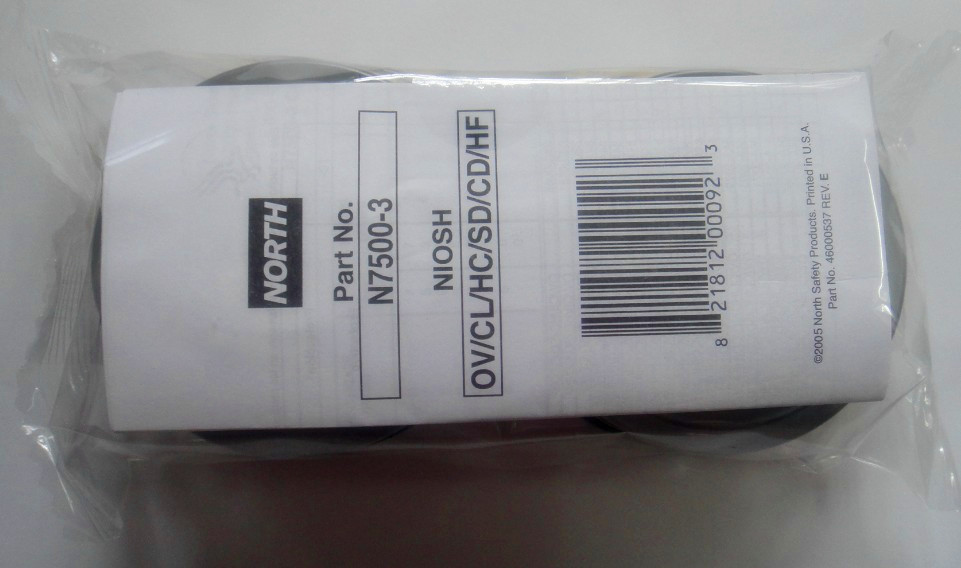 NORTH
Part No.
N7500-3
NIOSH
OV/CL/HC/SD/CD/HF
8 21812 00092 3
©2005 North Safety Products. Printed in U.S.A.
Part No. 46000537 REV. E